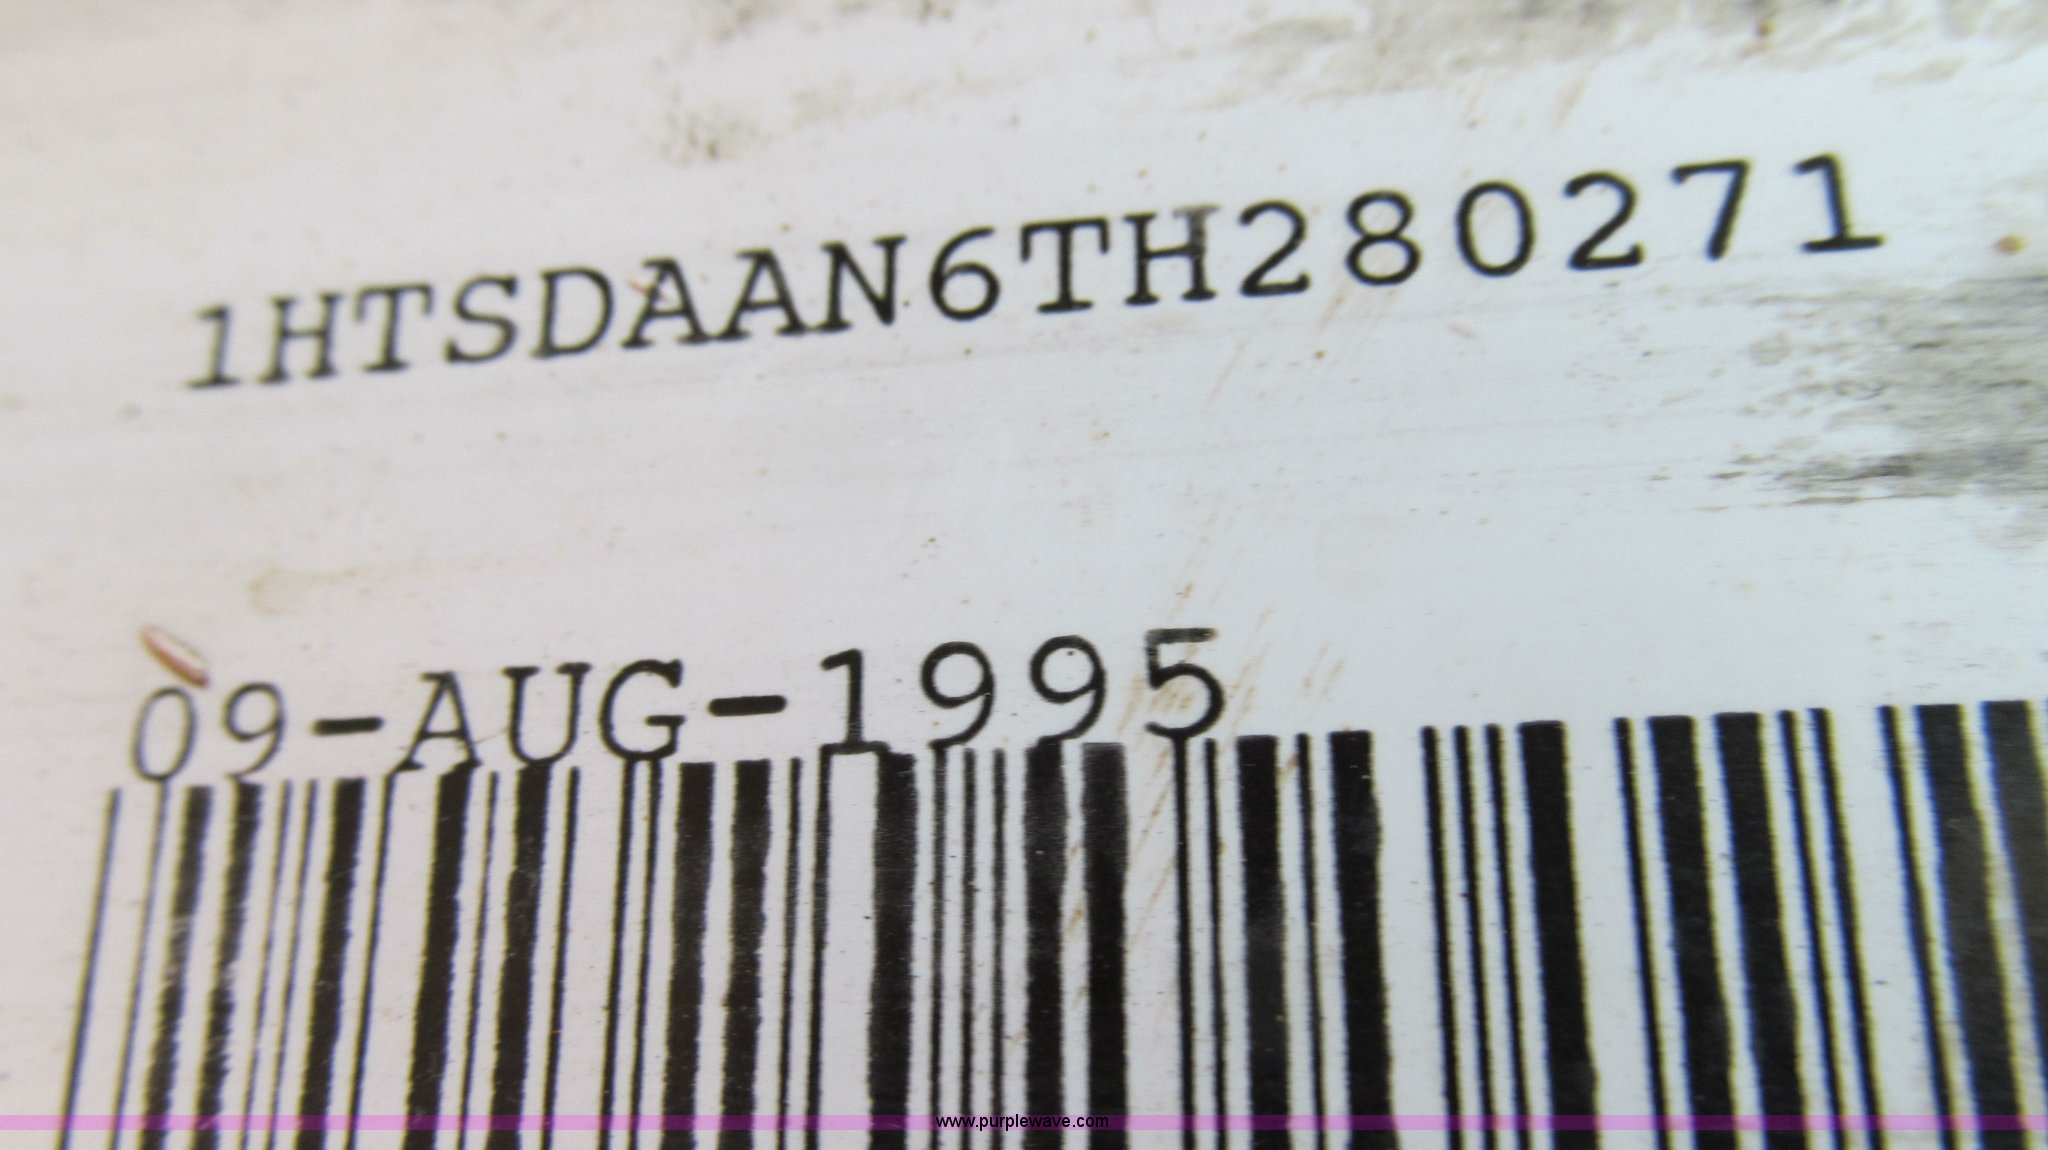 1HTSDAAN6TH280271
09-AUG-1995
www.purplewave.com